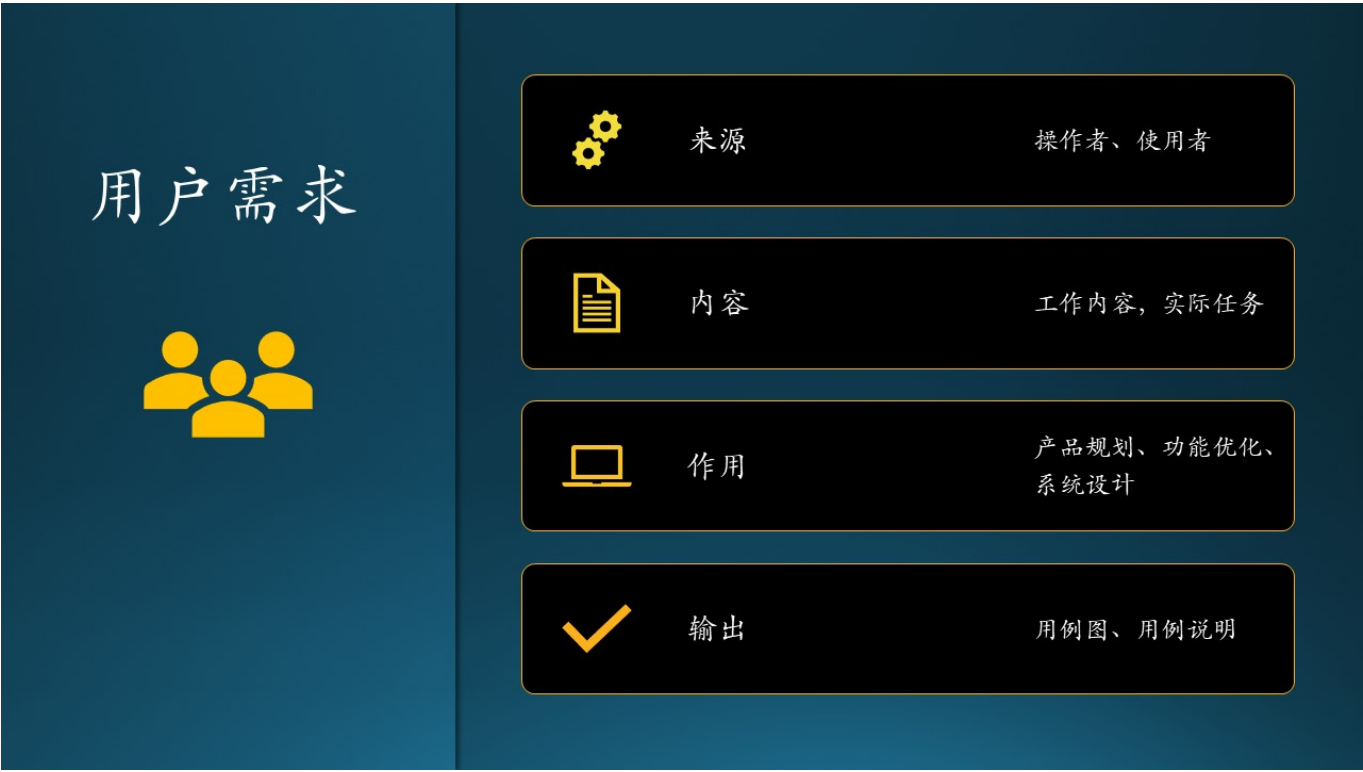 用户需求
来源
操作者、使用者
内容
工作内容，实际任务
作用
产品规划、功能优化、
系统设计
输出
用例图、用例说明